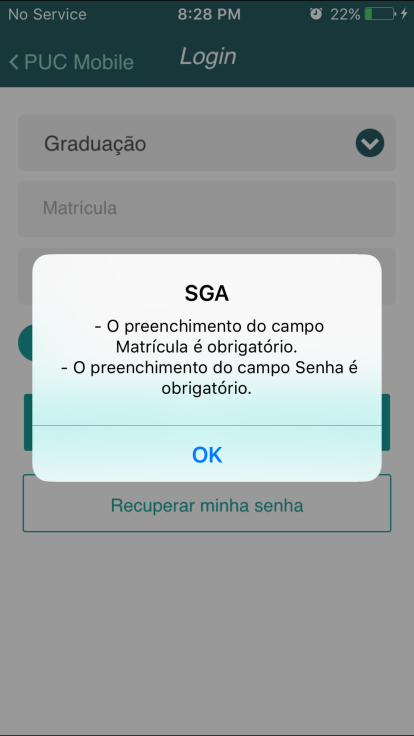 No Service 8:28 PM 22%
PUC Mobile Login
Graduação
Matrícula
SGA
- O preenchimento do campo
Matrícula é obrigatório.
- O preenchimento do campo Senha é
obrigatório.
OK
Recuperar minha senha